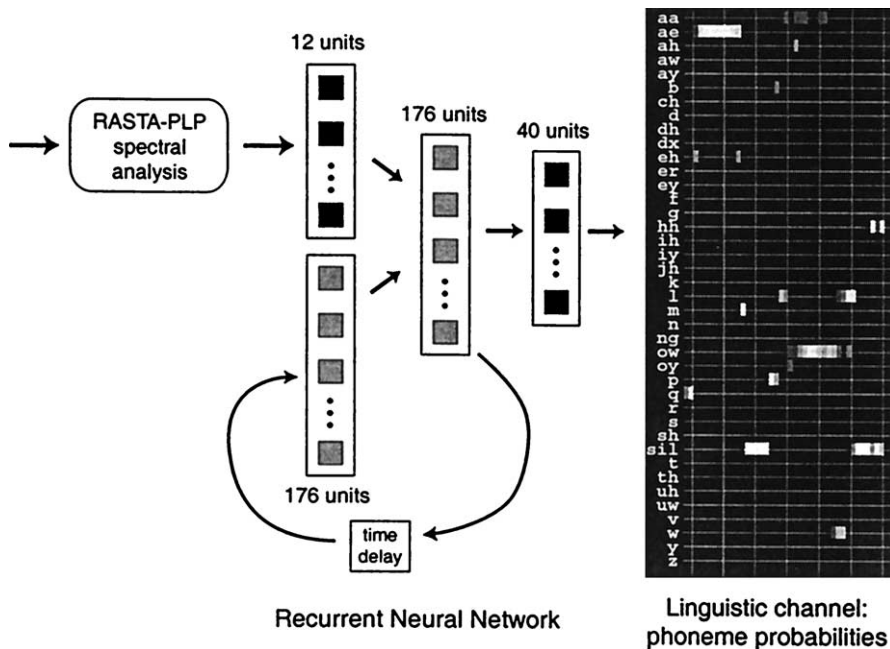 12 units
RASTA-PLP
spectral
analysis
176 units
40 units
176 units
time
delay
Recurrent Neural Network
aa
ae
ah
aw
ay
b
ch
d
dh
dx
eh
er
ey
f
g
hh
ih
iy
jh
k
l
m
n
ng
ow
oy
p
q
r
s
sh
sil
t
th
uh
uw
v
w
y
z
Linguistic channel:
phoneme probabilities